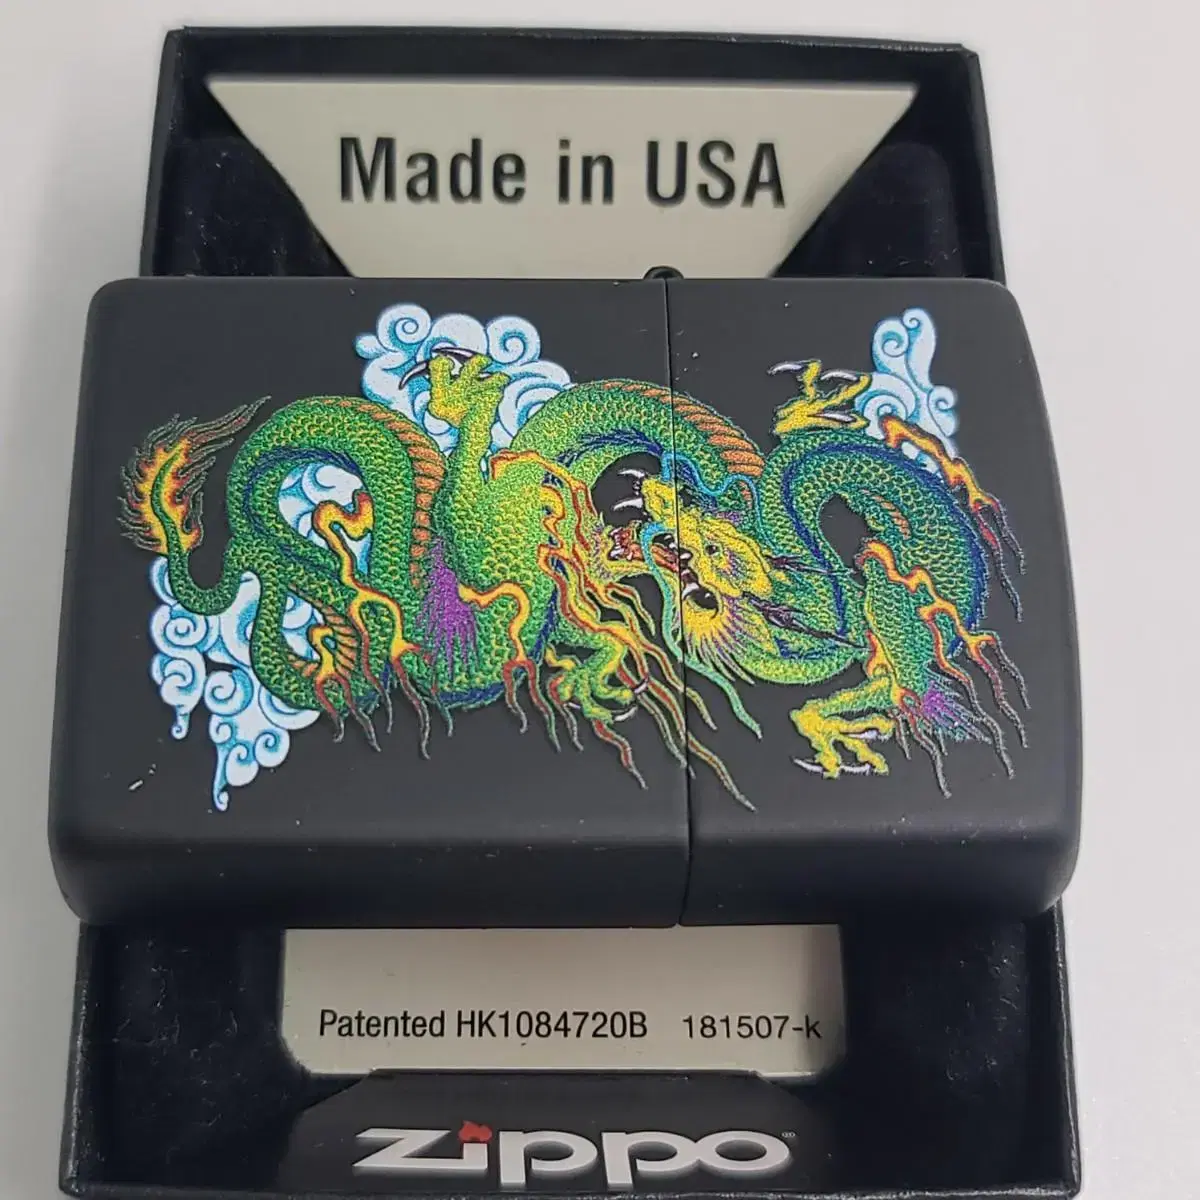 Made in USA
Patented HK1084720B 181507-k
zippo®